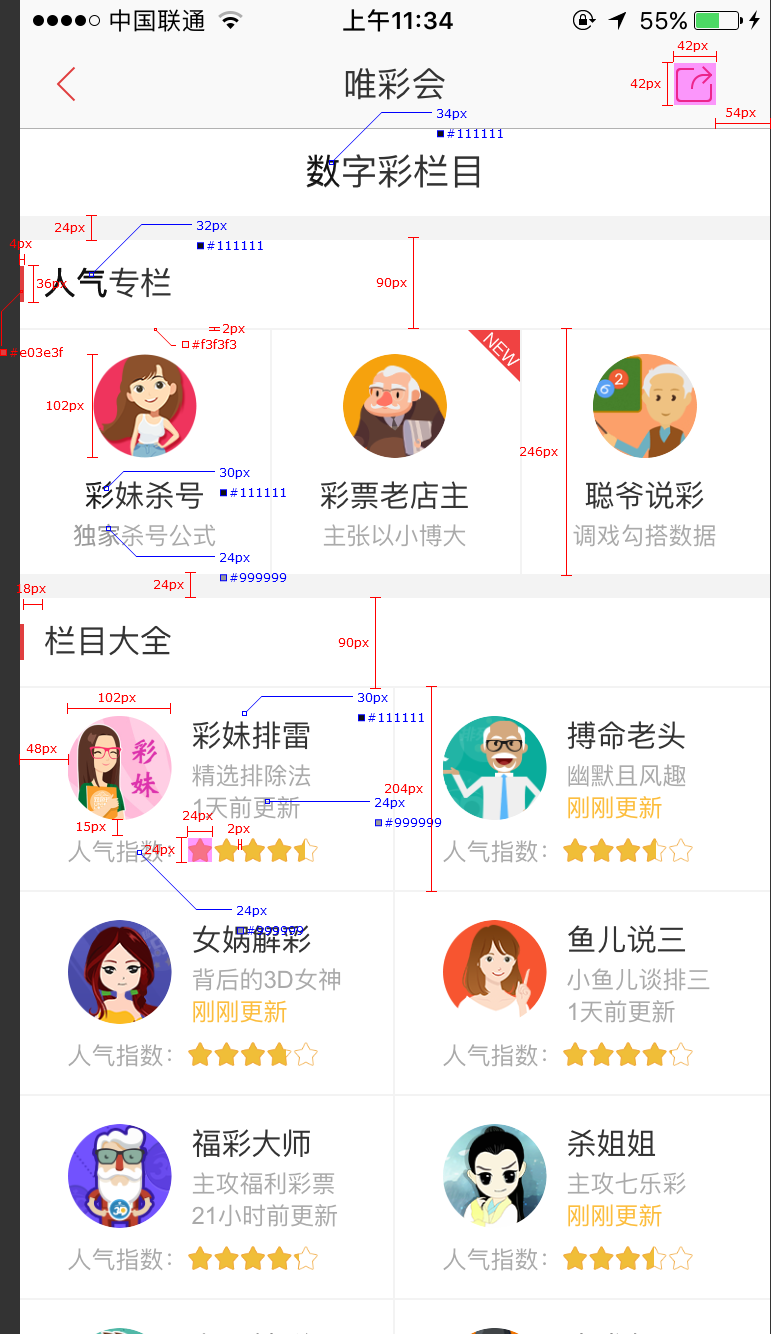 中国联通 上午11:34 55%
42px
唯彩会
42px
54px
34px
#111111
数字彩栏目
24px
32px
#111111
4px
人气专栏
36px
90px
2px
#f3f3f3
#e03e3f
NEW
6 2
102px
246px
30px
彩妹杀号 #111111 彩票老店主 聪爷说彩
独家杀号公式 主张以小博大 调戏勾搭数据
24px
#999999
24px
18px
栏目大全
90px
102px
30px
#111111
彩妹排雷 搏命老头
彩妹
48px
精选排除法 幽默且风趣
204px
1天前更新 24px 刚刚更新
24px
#999999
15px
2px
人气指数: 24px 人气指数:
24px
#999999
女娲解彩 鱼儿说三
背后的3D女神 小鱼儿谈排三
刚刚更新 1天前更新
人气指数: 人气指数:
福彩大师 杀姐姐
主攻福利彩票 主攻七乐彩
21小时前更新 刚刚更新
3D
人气指数: 人气指数: